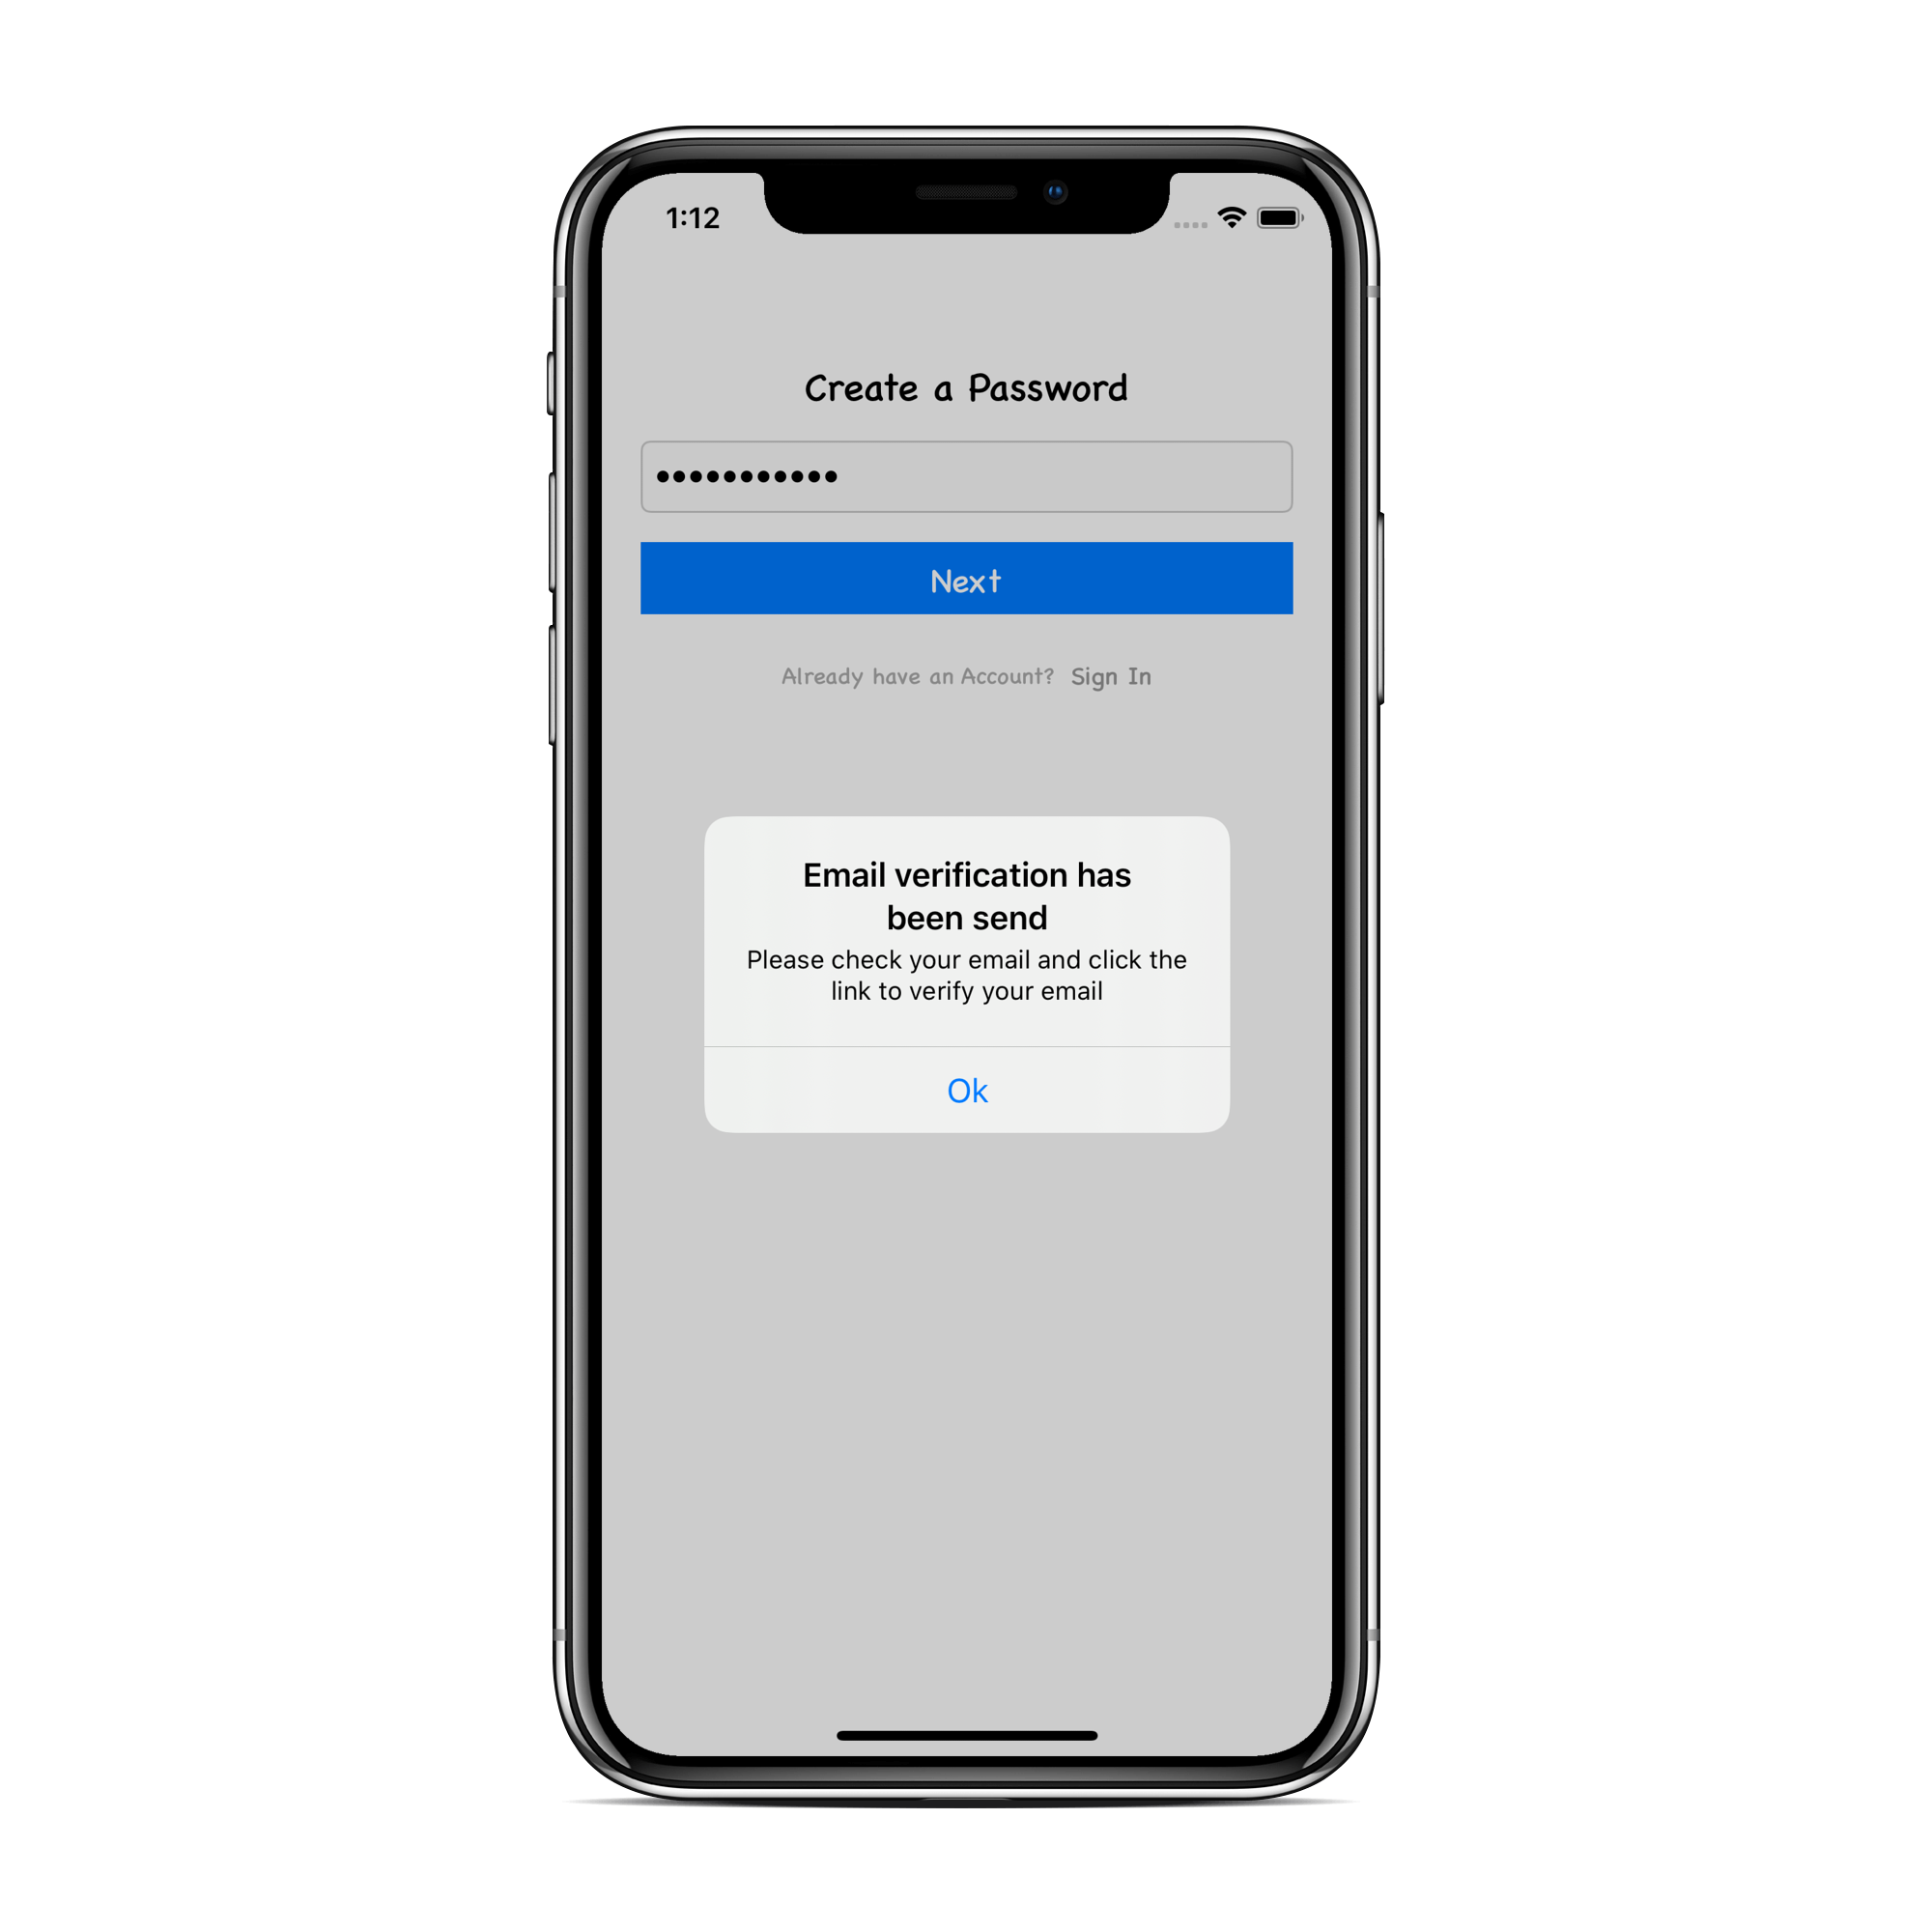 1:12
Create a Password
•••••••••••
Next
Already have an Account? Sign In
Email verification has
been send
Please check your email and click the
link to verify your email
Ok